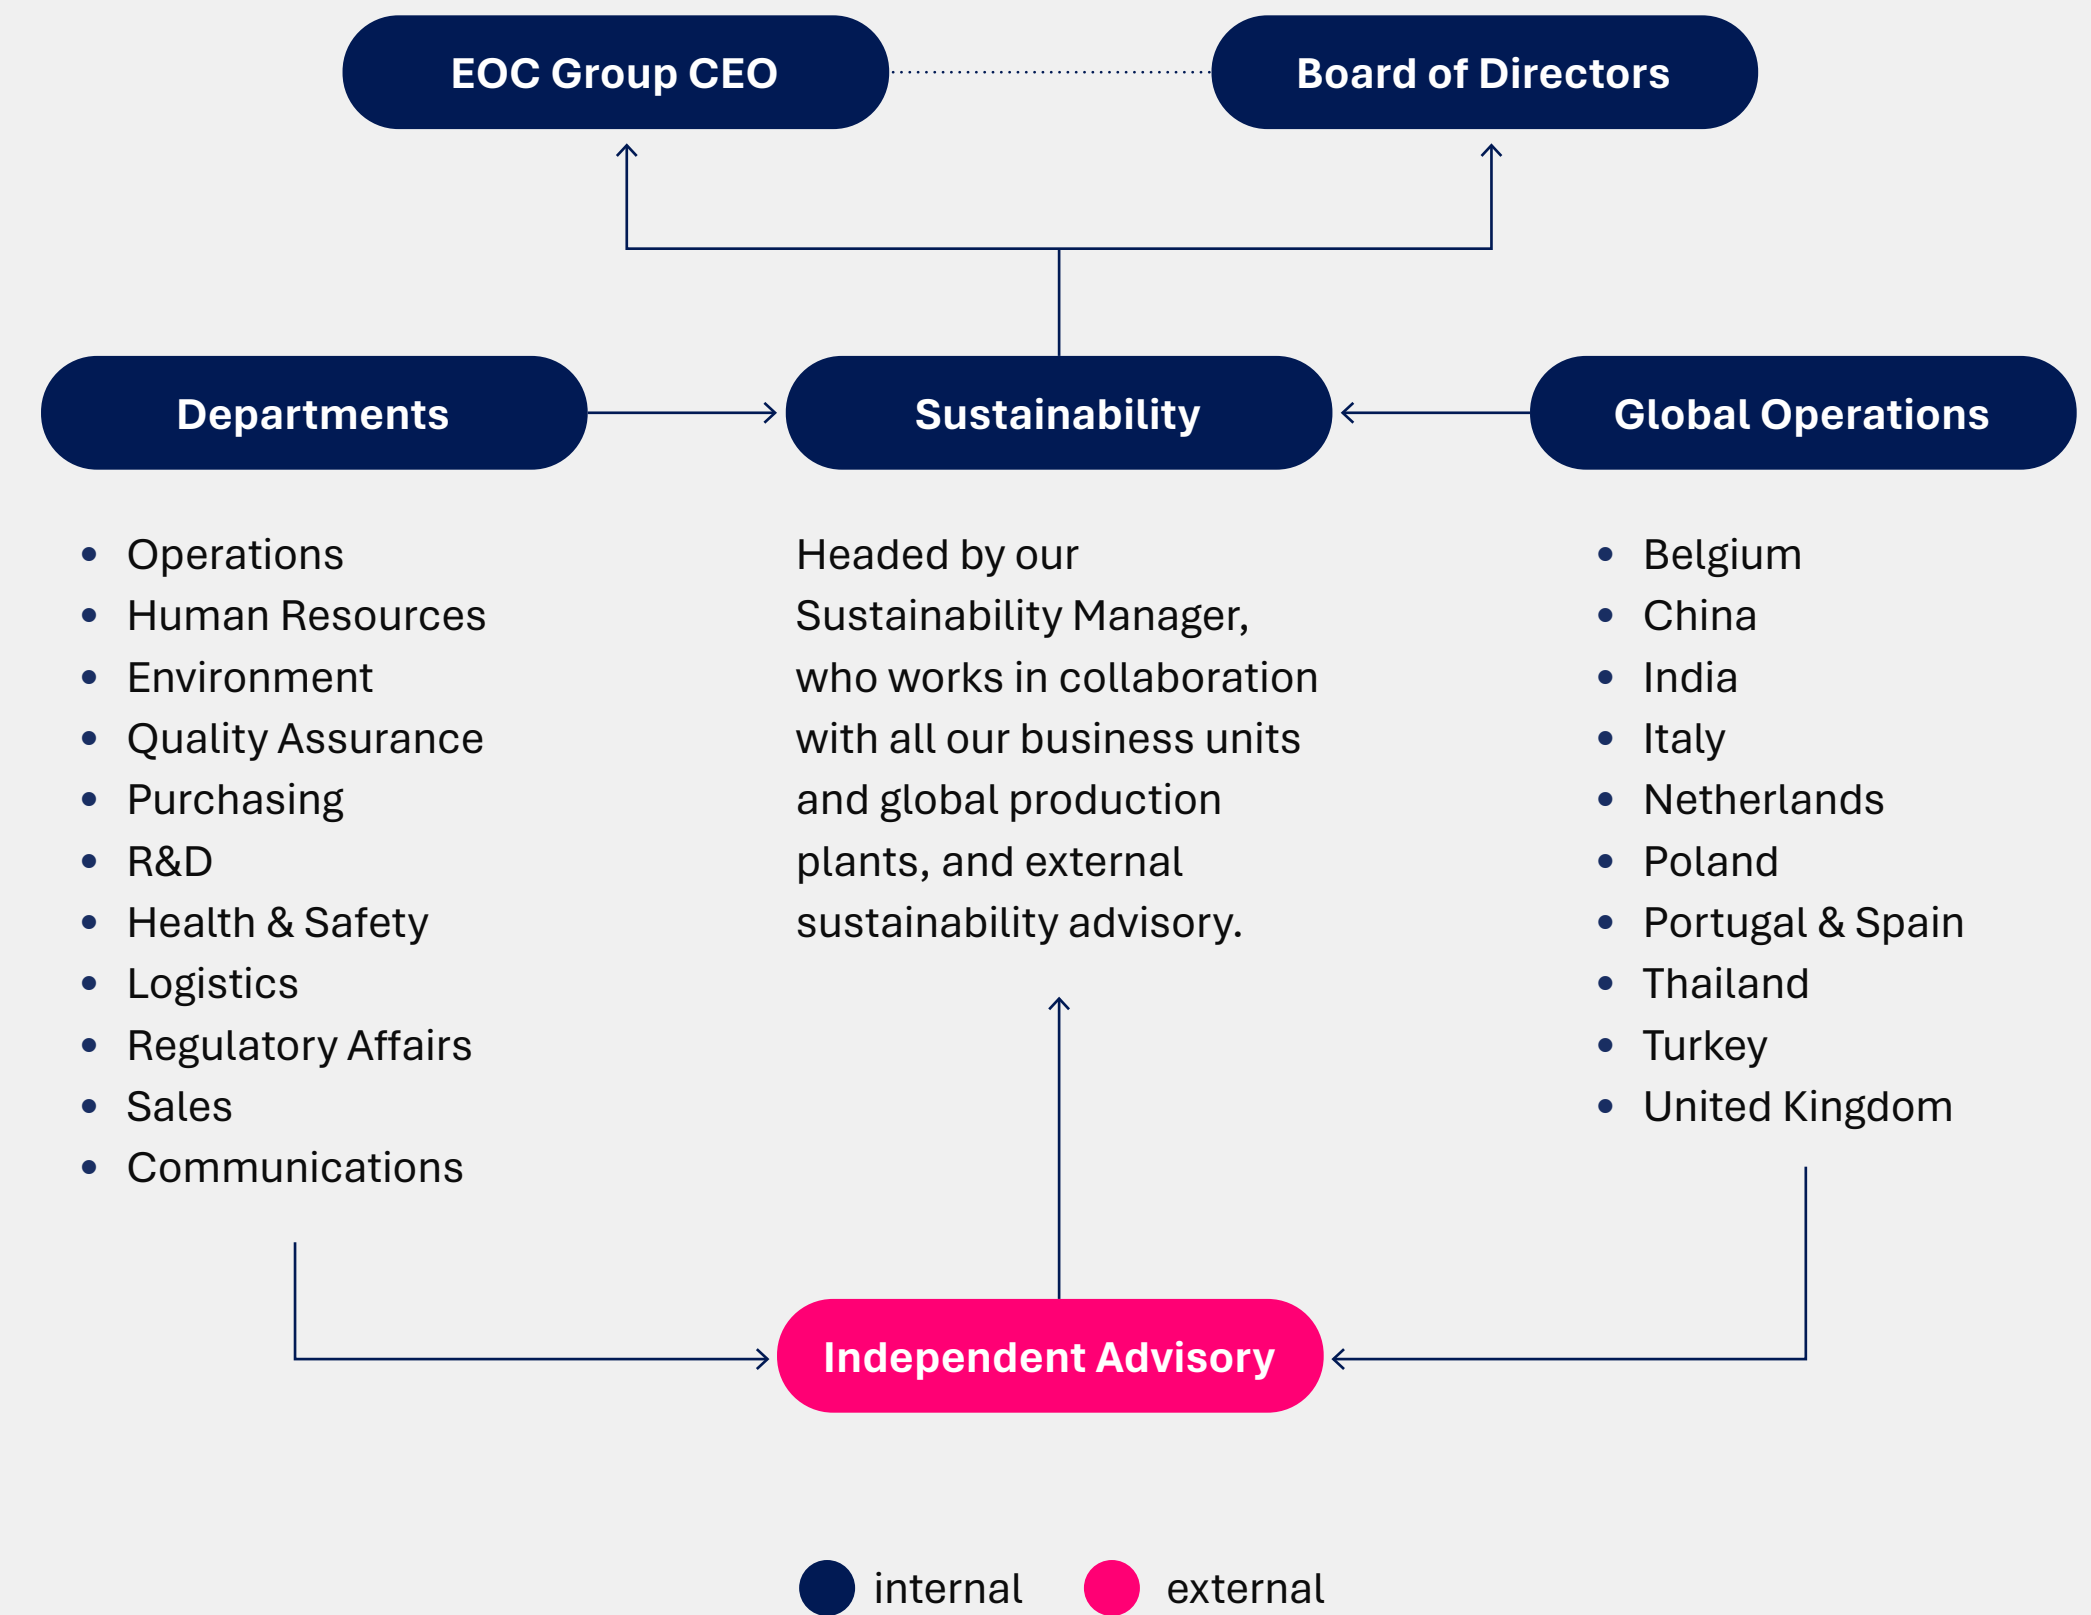 EOC Group CEO
Board of Directors
Departments
Sustainability
Global Operations
• Operations
• Human Resources
• Environment
• Quality Assurance
• Purchasing
• R&D
• Health & Safety
• Logistics
• Regulatory Affairs
• Sales
• Communications
Headed by our
Sustainability Manager,
who works in collaboration
with all our business units
and global production
plants, and external
sustainability advisory.
• Belgium
• China
• India
• Italy
• Netherlands
• Poland
• Portugal & Spain
• Thailand
• Turkey
• United Kingdom
Independent Advisory
internal
external